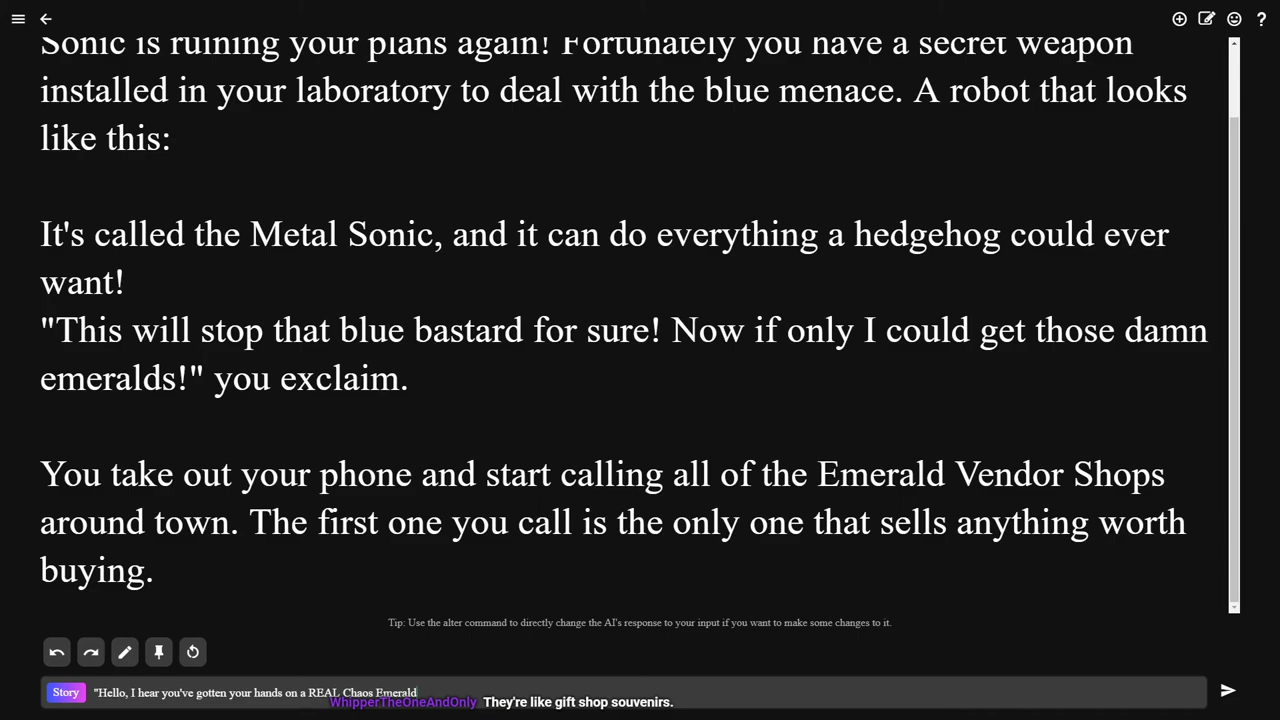 Sonic is ruining your plans again! Fortunately you have a secret weapon
installed in your laboratory to deal with the blue menace. A robot that looks
like this:
It's called the Metal Sonic, and it can do everything a hedgehog could ever
want!
"This will stop that blue bastard for sure! Now if only I could get those damn
emeralds!" you exclaim.
You take out your phone and start calling all of the Emerald Vendor Shops
around town. The first one you call is the only one that sells anything worth
buying.
Tip: Use the alter command to directly change the AI's response to your input if you want to make some changes to it.
Story "Hello, I hear you've gotten your hands on a REAL Chaos Emerald
WhipperTheOneAndOnly They're like gift shop souvenirs.